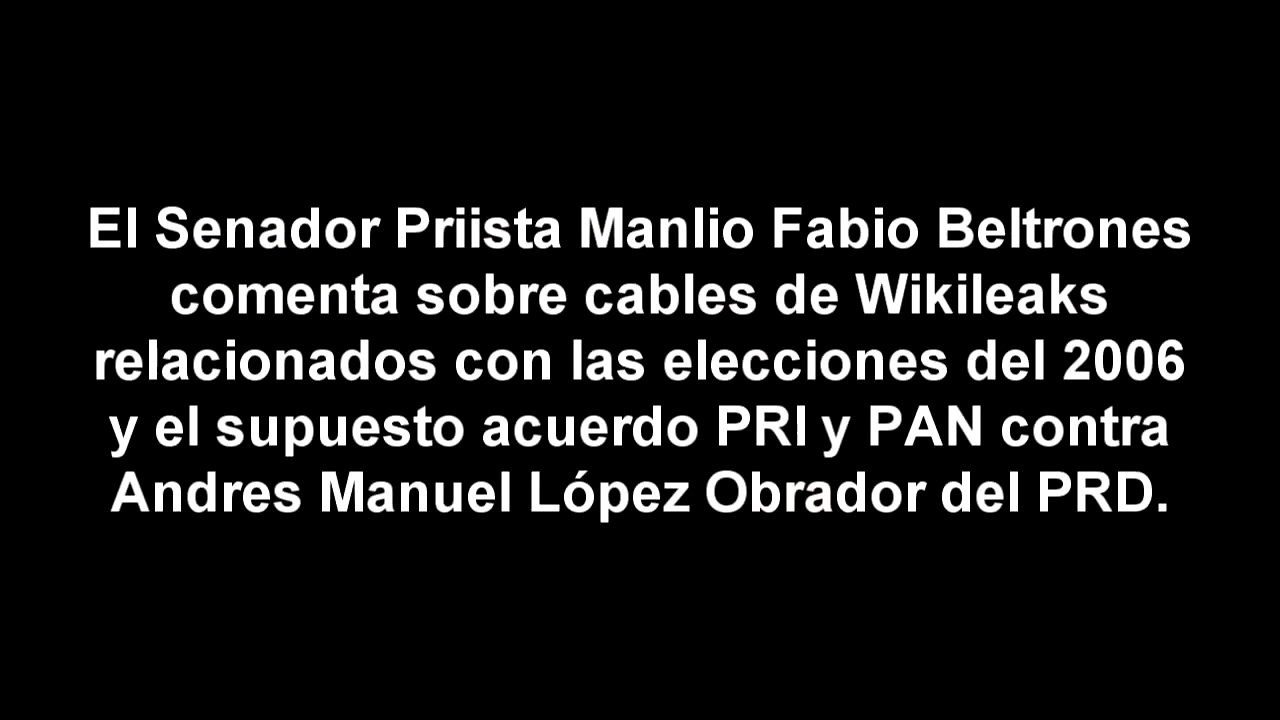 El Senador Priista Manlio Fabio Beltrones
comenta sobre cables de Wikileaks
relacionados con las elecciones del 2006
y el supuesto acuerdo PRI y PAN contra
Andres Manuel López Obrador del PRD.